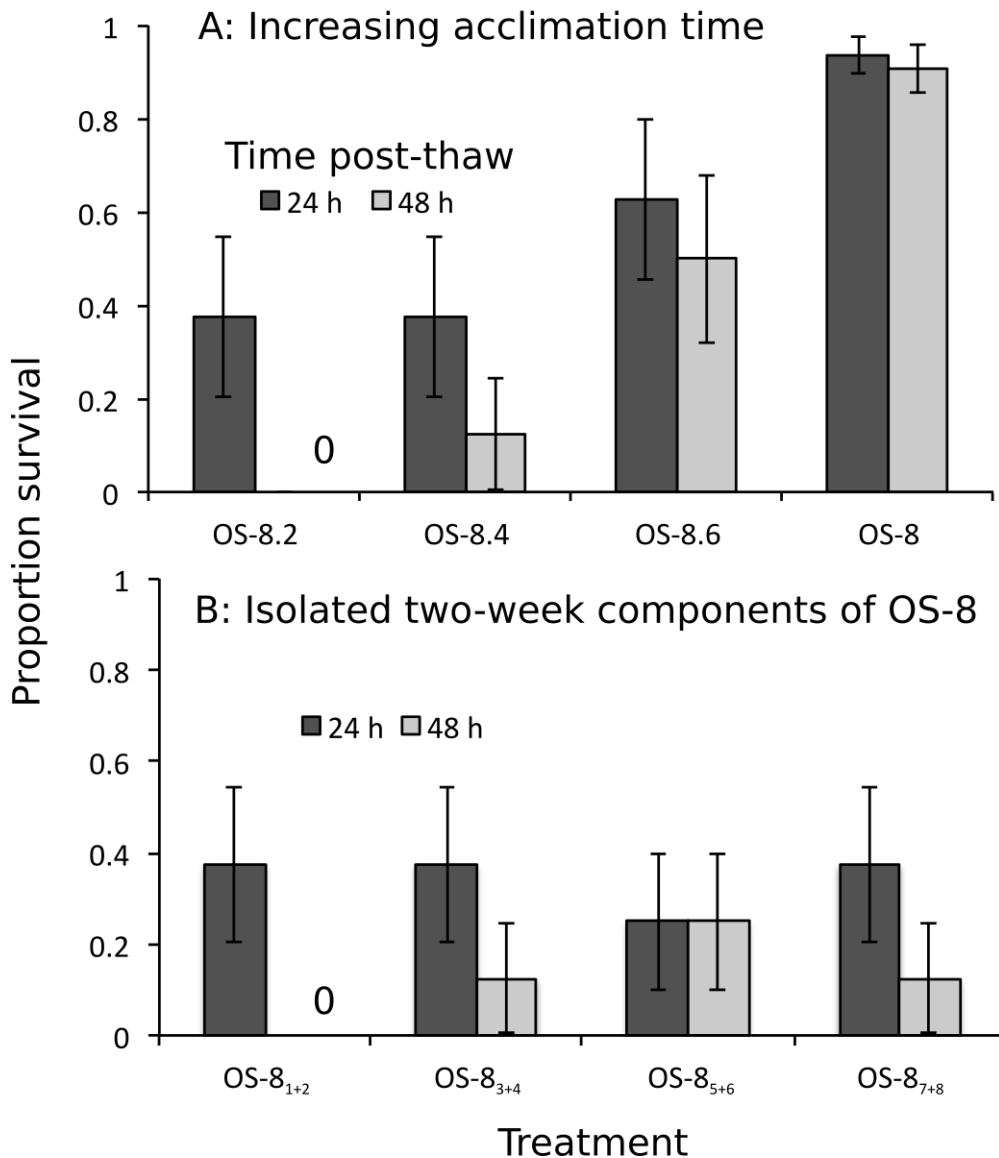 A: Increasing acclimation time
Time post-thaw
24 h 48 h
1
0.8
0.6
0.4
0.2
0
0
OS-8.2 OS-8.4 OS-8.6 OS-8
Proportion survival
B: Isolated two-week components of OS-8
24 h 48 h
1
0.8
0.6
0.4
0.2
0
0
OS-8₁₊₂ OS-8₃₊₄ OS-8₅₊₆ OS-8₇₊₈
Treatment